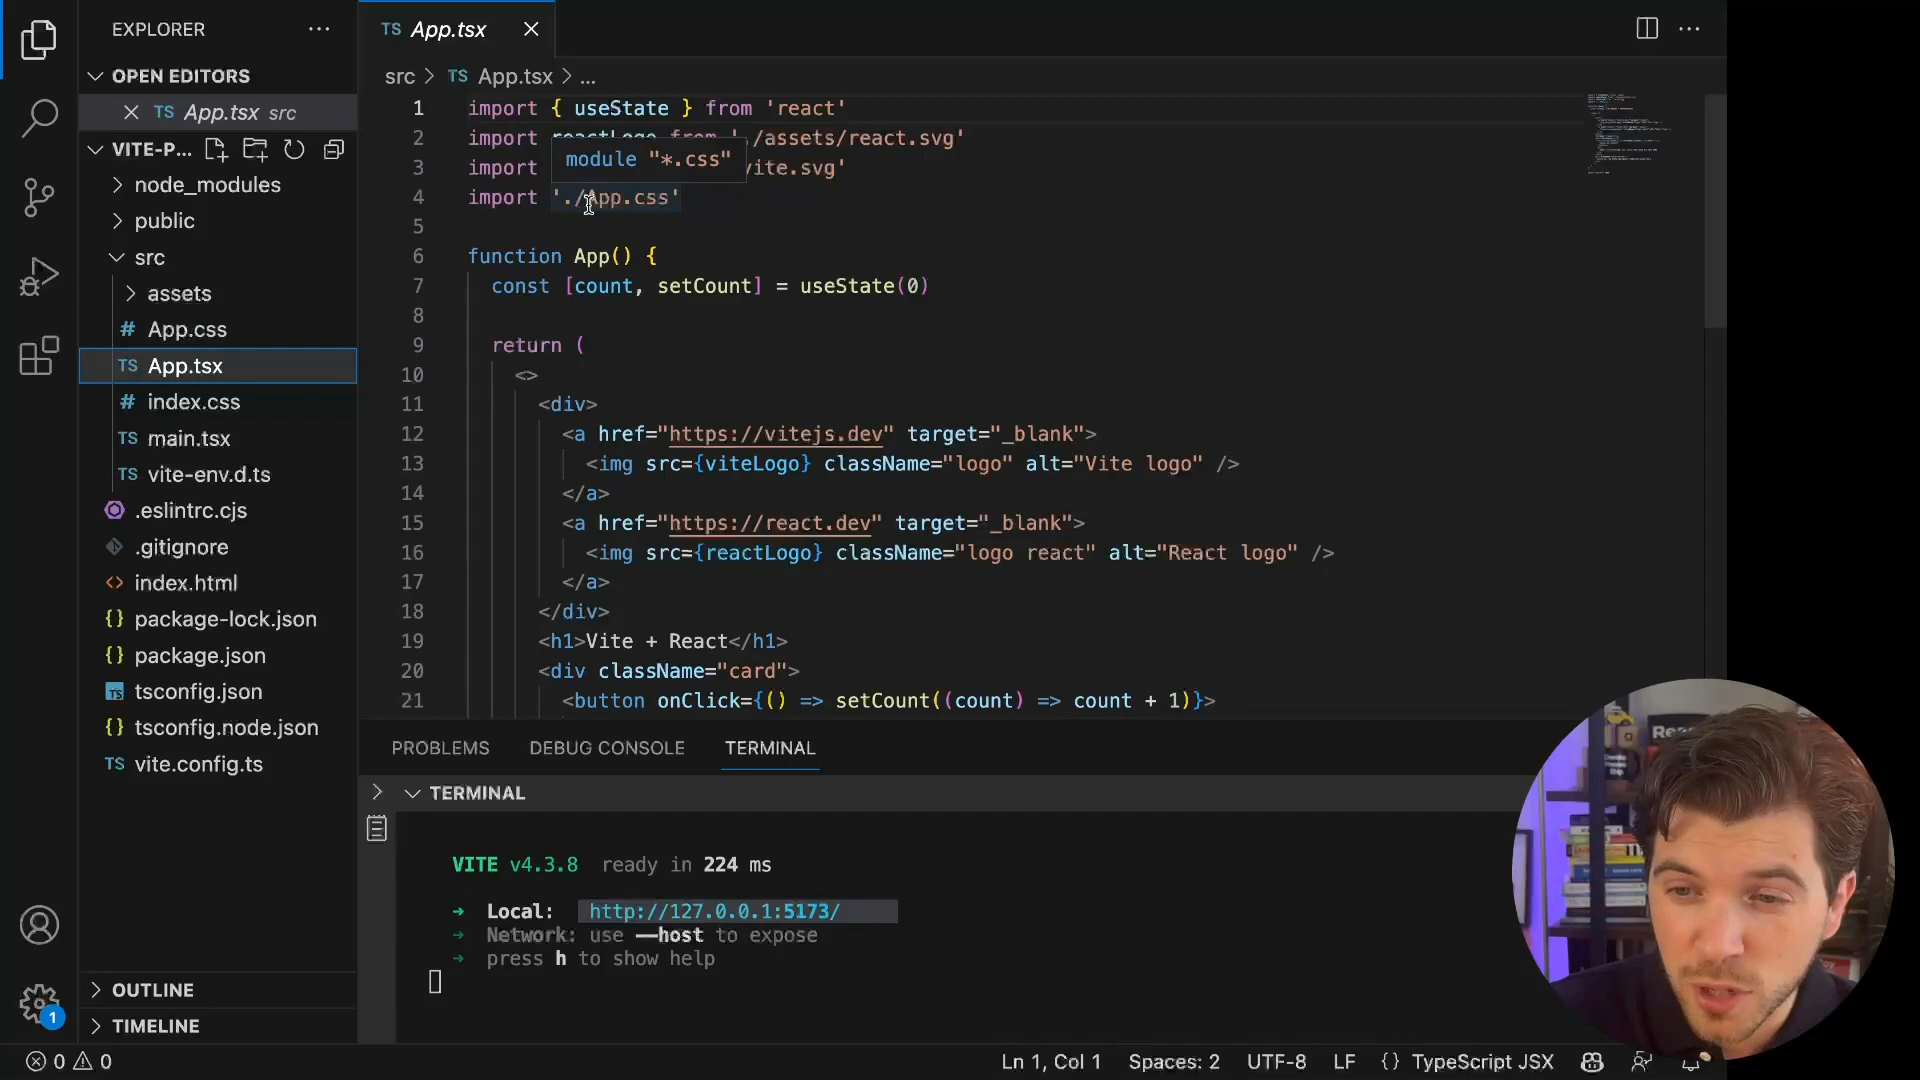 EXPLORER
OPEN EDITORS
TS App.tsx src
VITE-P...
node_modules
public
src
assets
# App.css
TS App.tsx
# index.css
TS main.tsx
TS vite-env.d.ts
.eslintrc.cjs
.gitignore
<> index.html
{} package-lock.json
{} package.json
TS tsconfig.json
{} tsconfig.node.json
TS vite.config.ts
OUTLINE
TIMELINE
1
TS App.tsx
src > TS App.tsx > ...
1 import { useState } from 'react'
2 import reactLogo from './assets/react.svg'
module "*.css"
3 import vite.svg'
4 import './App.css'
5
6 function App() {
7 const [count, setCount] = useState(0)
8
9 return (
10 <>
11 <div>
12 <a href="https://vitejs.dev" target="_blank">
13 <img src={viteLogo} className="logo" alt="Vite logo" />
14 </a>
15 <a href="https://react.dev" target="_blank">
16 <img src={reactLogo} className="logo react" alt="React logo" />
17 </a>
18 </div>
19 <h1>Vite + React</h1>
20 <div className="card">
21 <button onClick={() => setCount((count) => count + 1)}>
PROBLEMS DEBUG CONSOLE TERMINAL
TERMINAL
VITE v4.3.8 ready in 224 ms
➜ Local: http://127.0.0.1:5173/
➜ Network: use --host to expose
➜ press h to show help
0 0
Ln 1, Col 1 Spaces: 2 UTF-8 LF {} TypeScript JSX